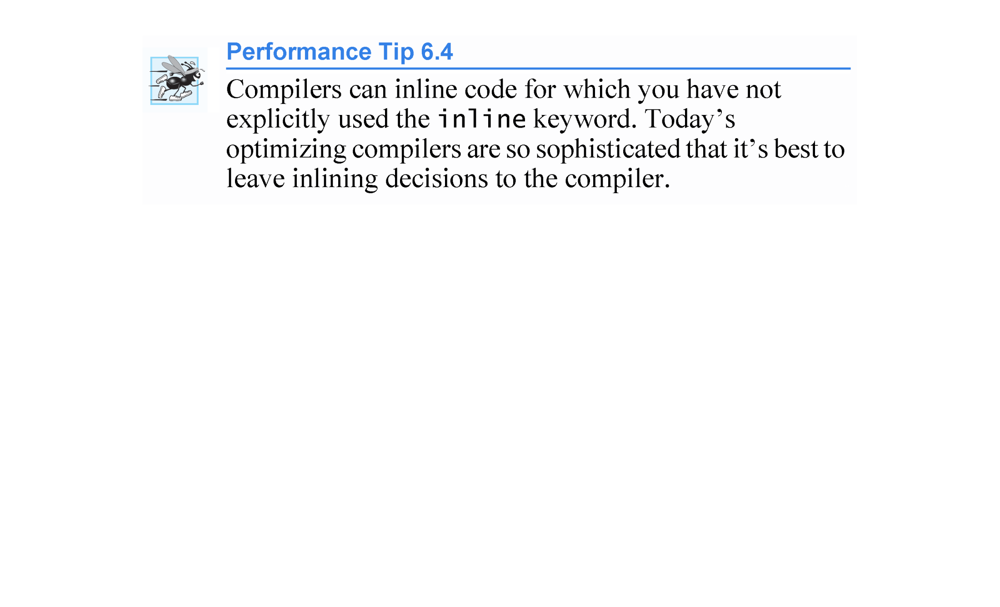 Performance Tip 6.4
Compilers can inline code for which you have not
explicitly used the inline keyword. Today’s
optimizing compilers are so sophisticated that it’s best to
leave inlining decisions to the compiler.